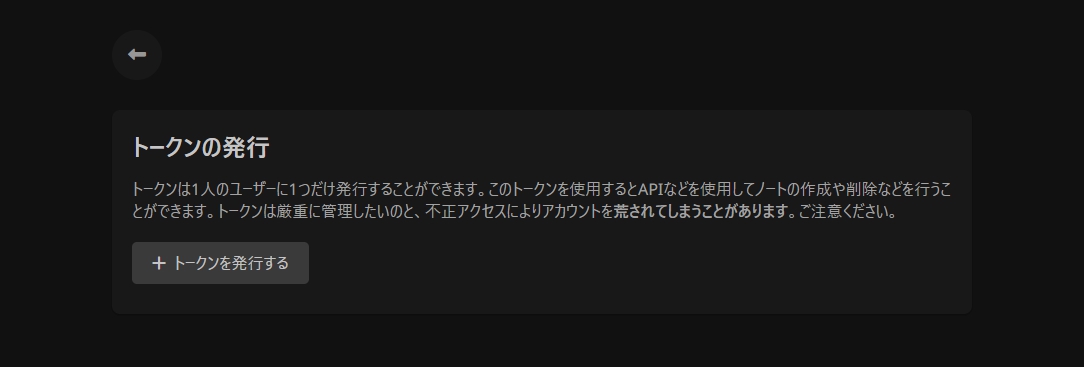 トークンの発行
トークンは1人のユーザーに1つだけ発行することができます。このトークンを使用するとAPIなどを使用してノートの作成や削除などを行うこ
とができます。トークンは厳重に管理したいのと、不正アクセスによりアカウントを荒されてしまうことがあります。ご注意ください。
+ トークンを発行する